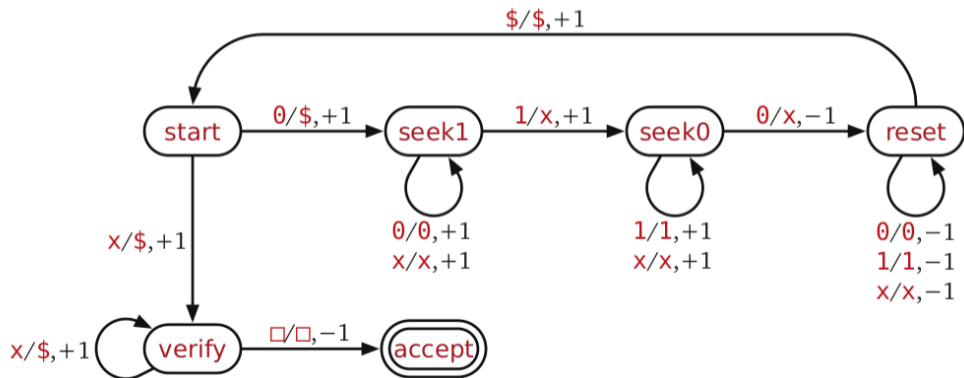 $/$,+1
start
0/$,+1
seek1
1/x,+1
seek0
0/x,−1
reset
0/0,+1
x/x,+1
1/1,+1
x/x,+1
0/0,−1
1/1,−1
x/x,−1
x/$,+1
x/$,+1
verify
□/□,−1
accept